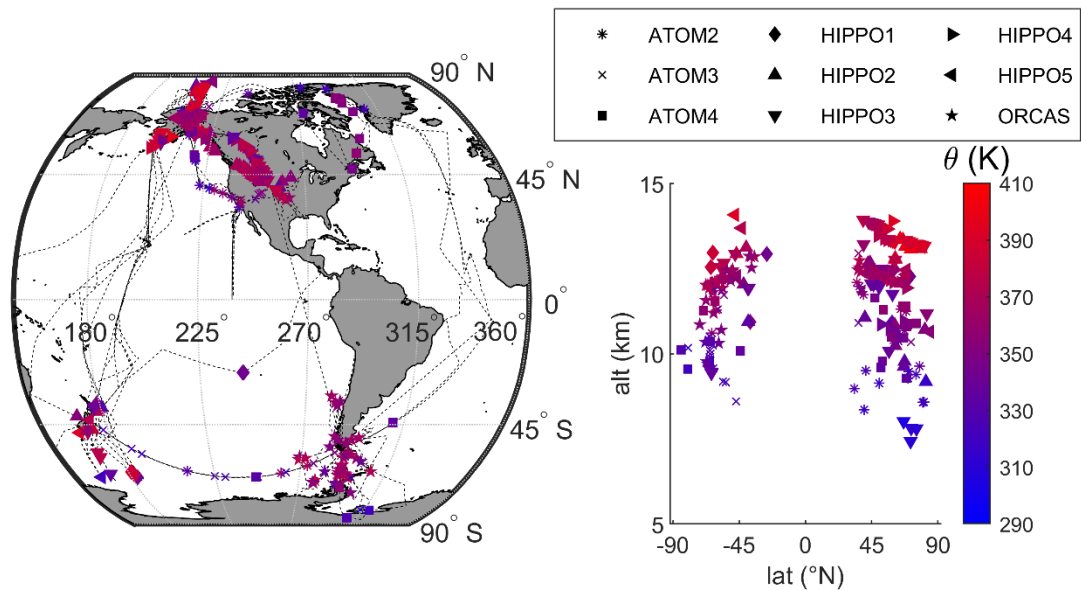 90° N
45° N
0°
180° 225° 270° 315° 360°
45° S
90° S
ATOM2 HIPPO1 HIPPO4
ATOM3 HIPPO2 HIPPO5
ATOM4 HIPPO3 ORCAS
θ (K)
15
10
5
alt (km)
-90 -45 0 45 90
lat (°N)
410
390
370
350
330
310
290